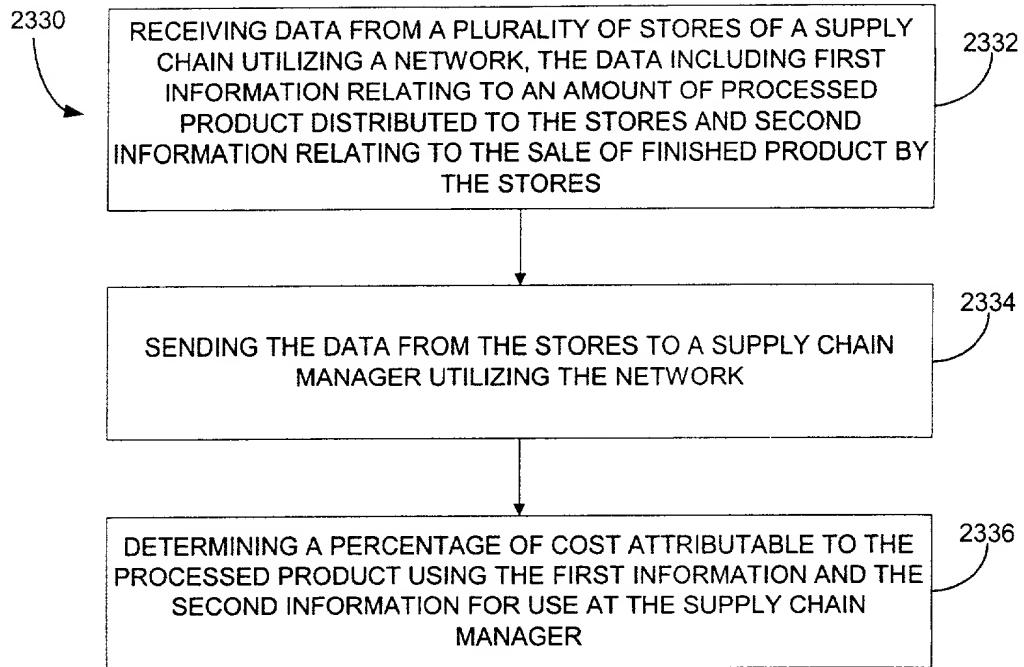 2330
RECEIVING DATA FROM A PLURALITY OF STORES OF A SUPPLY
CHAIN UTILIZING A NETWORK, THE DATA INCLUDING FIRST
INFORMATION RELATING TO AN AMOUNT OF PROCESSED
PRODUCT DISTRIBUTED TO THE STORES AND SECOND
INFORMATION RELATING TO THE SALE OF FINISHED PRODUCT BY
THE STORES
2332
SENDING THE DATA FROM THE STORES TO A SUPPLY CHAIN
MANAGER UTILIZING THE NETWORK
2334
DETERMINING A PERCENTAGE OF COST ATTRIBUTABLE TO THE
PROCESSED PRODUCT USING THE FIRST INFORMATION AND THE
SECOND INFORMATION FOR USE AT THE SUPPLY CHAIN
MANAGER
2336